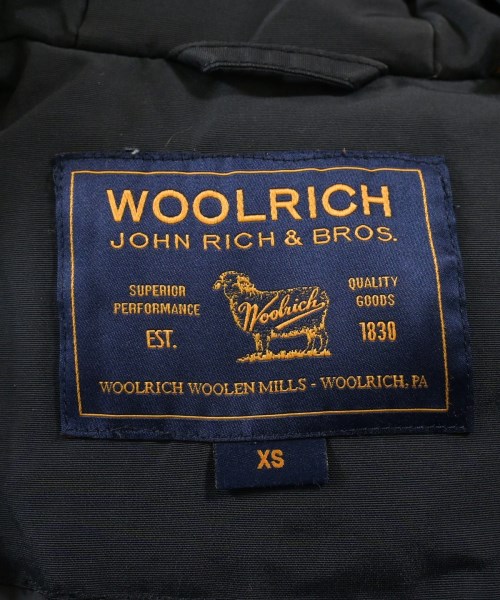 WOOLRICH
JOHN RICH & BROS.
SUPERIOR
PERFORMANCE
EST.
Woolrich
QUALITY
GOODS
1830
WOOLRICH WOOLEN MILLS - WOOLRICH, PA
XS